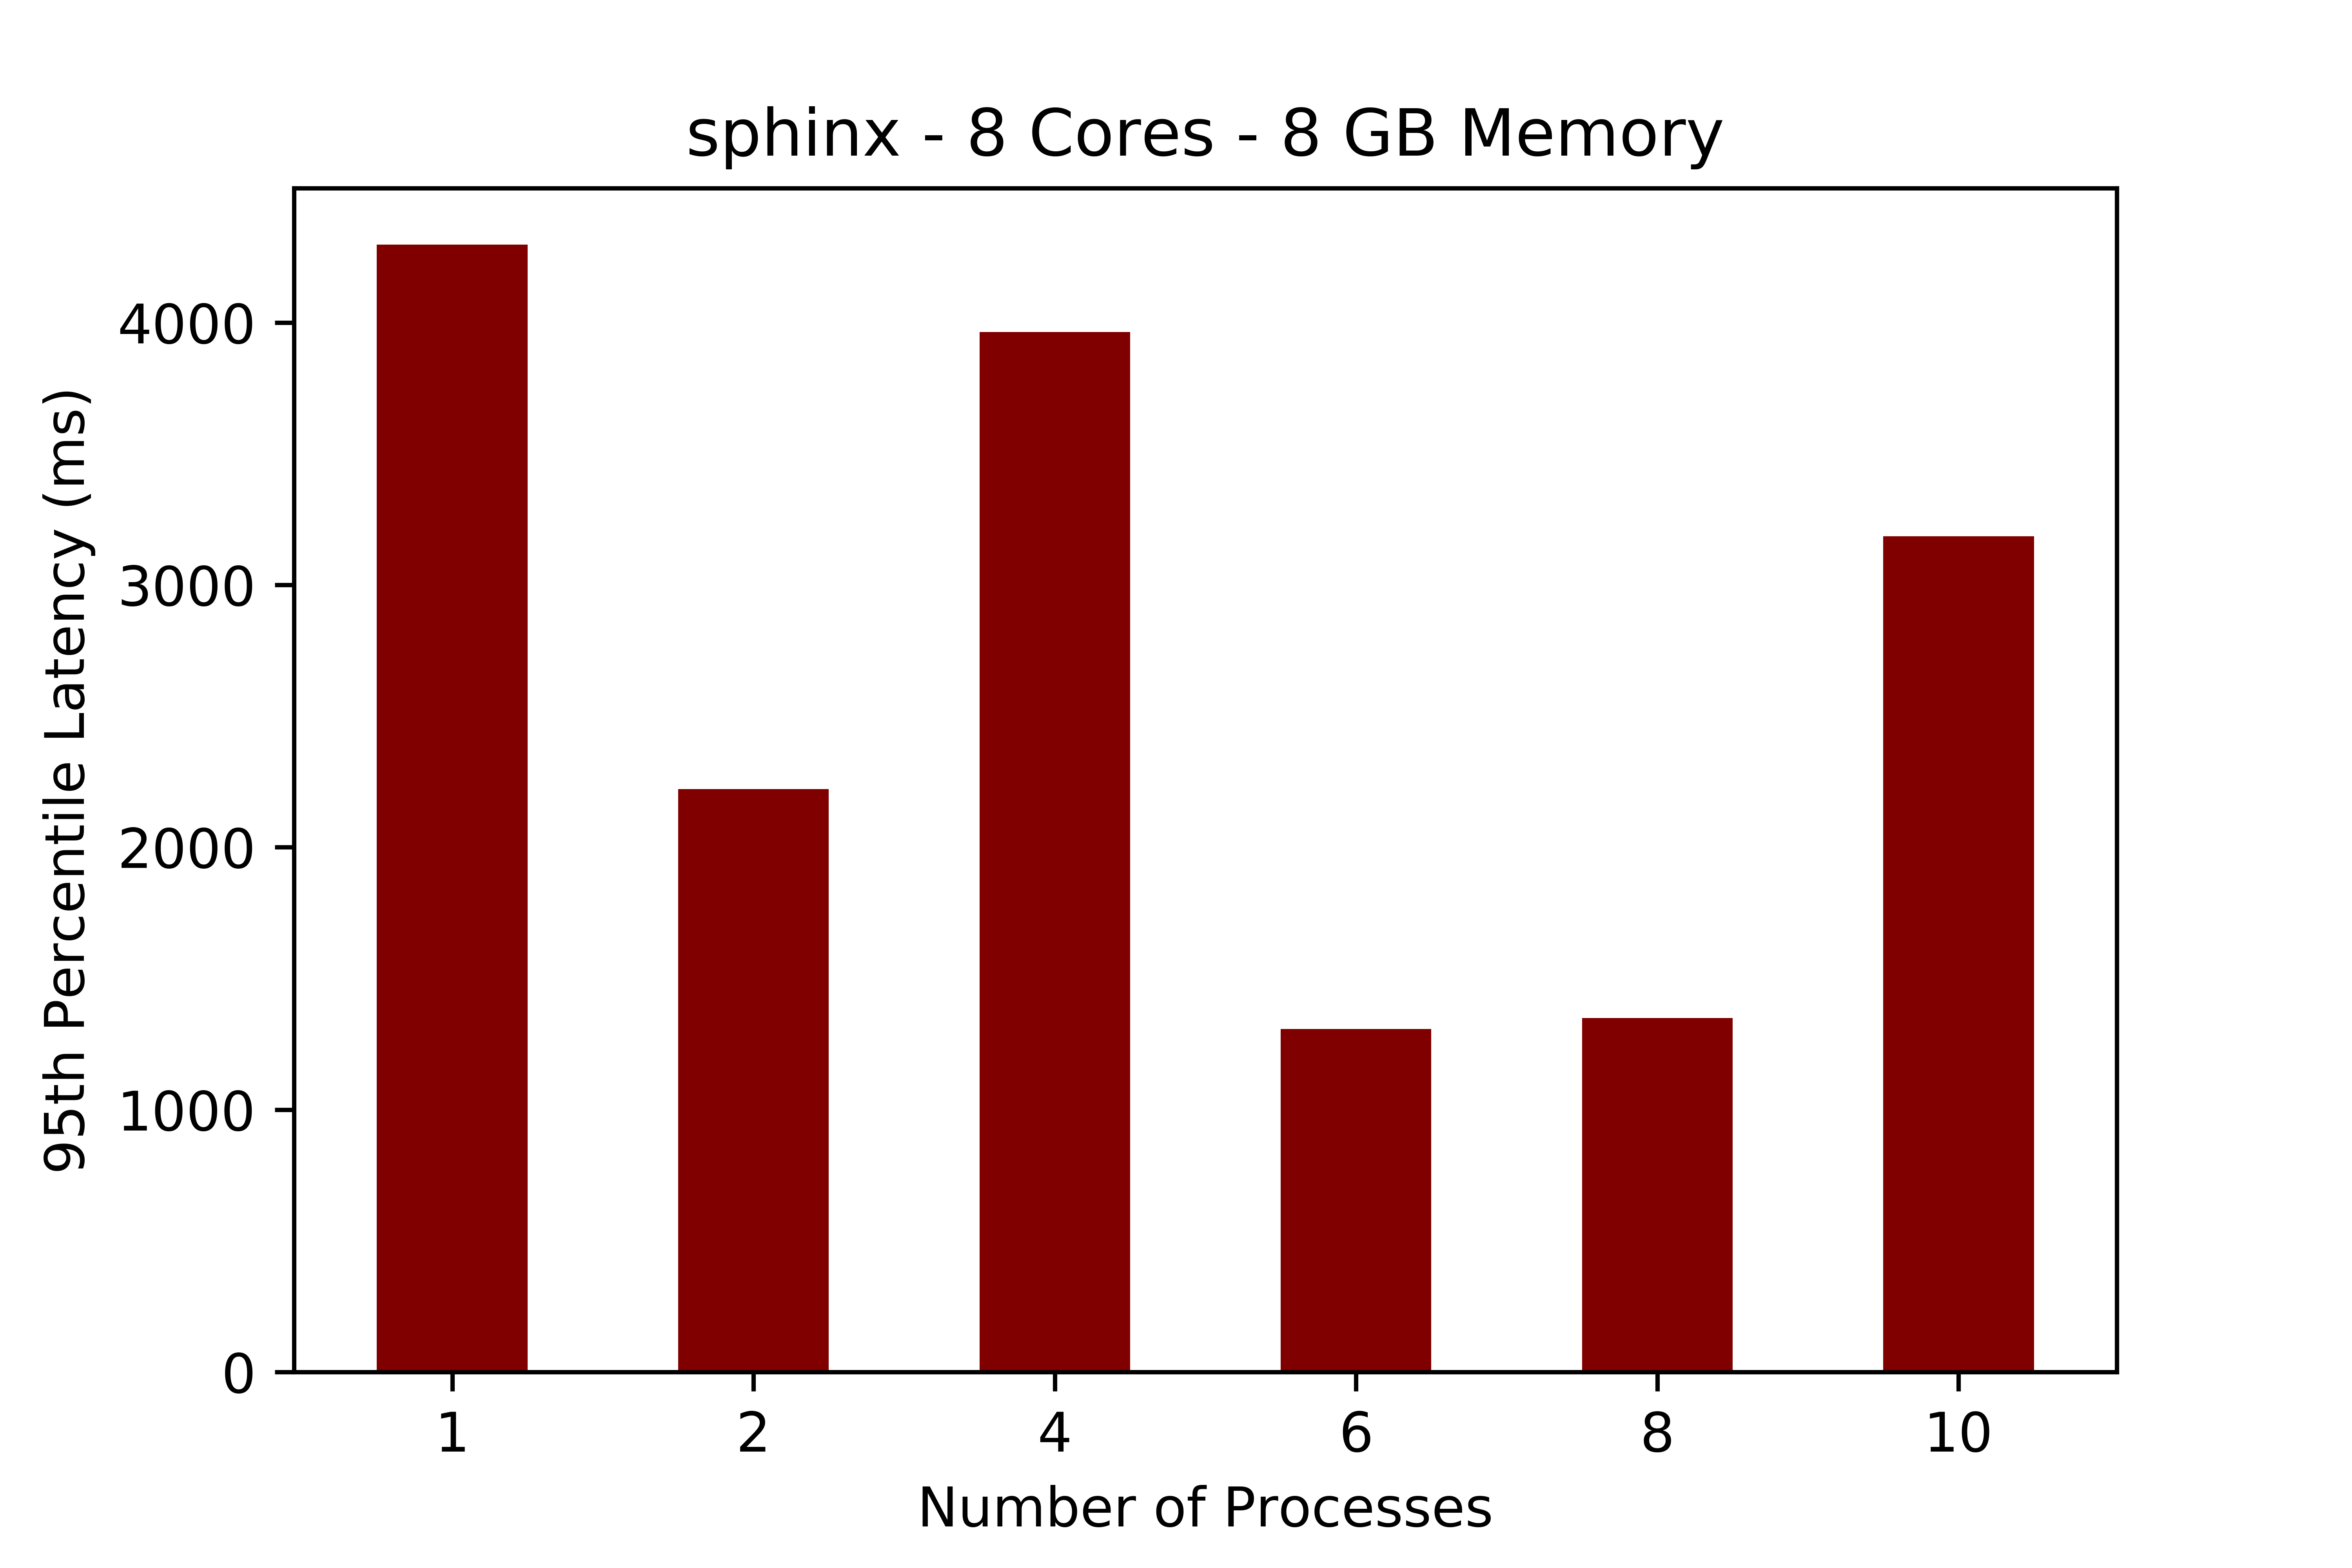 sphinx - 8 Cores - 8 GB Memory
95th Percentile Latency (ms)
4000
3000
2000
1000
0
1 2 4 6 8 10
Number of Processes